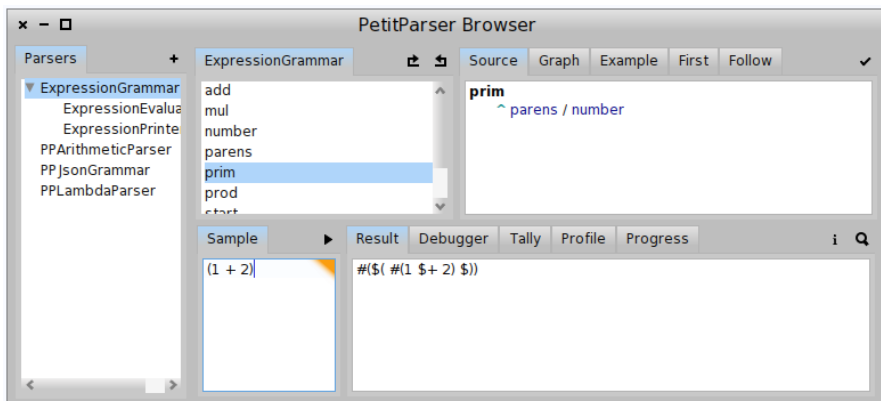 PetitParser Browser
Parsers
ExpressionGrammar
ExpressionEvalua
ExpressionPrinte
PPArithmeticParser
PPJsonGrammar
PPLambdaParser
ExpressionGrammar
add
mul
number
parens
prim
prod
start
Source Graph Example First Follow
prim
^ parens / number
Sample
(1 + 2)
Result Debugger Tally Profile Progress
#($( #(1 $+ 2) $))